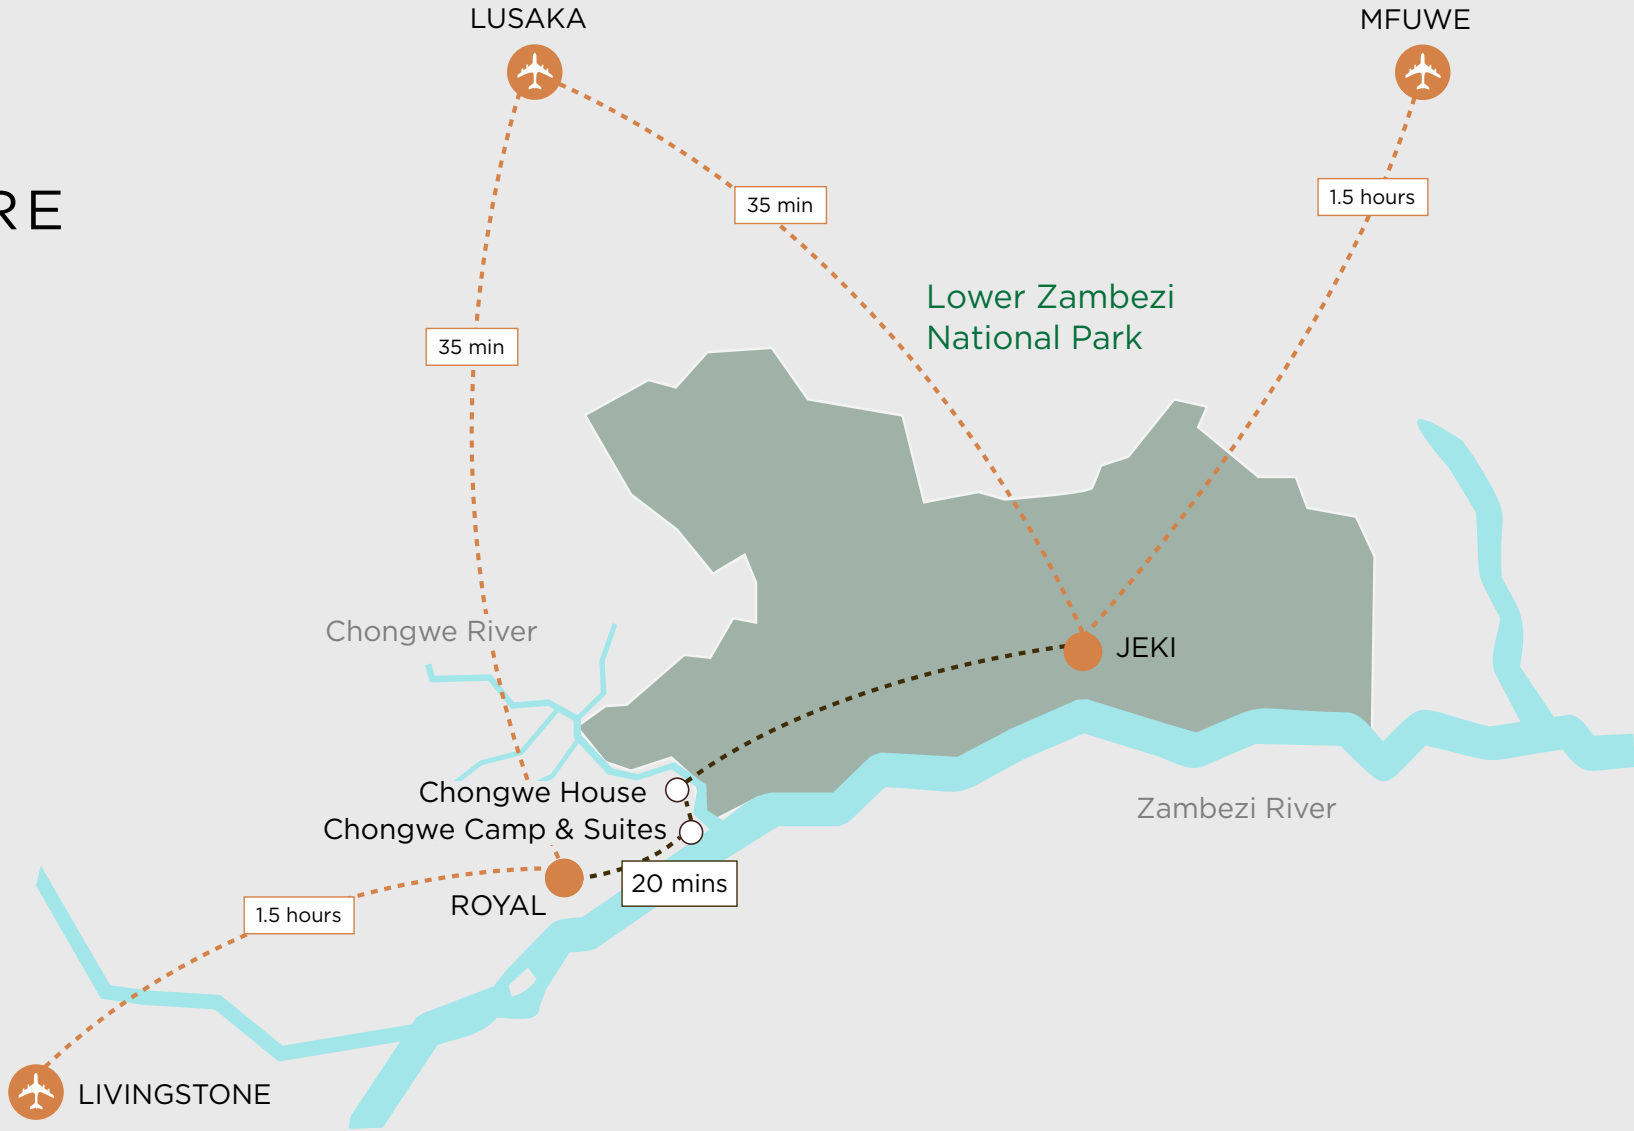 LUSAKA
MFUWE
RE
35 min
1.5 hours
Lower Zambezi
National Park
35 min
Chongwe River
JEKI
Chongwe House
Zambezi River
Chongwe Camp & Suites
20 mins
ROYAL
1.5 hours
LIVINGSTONE